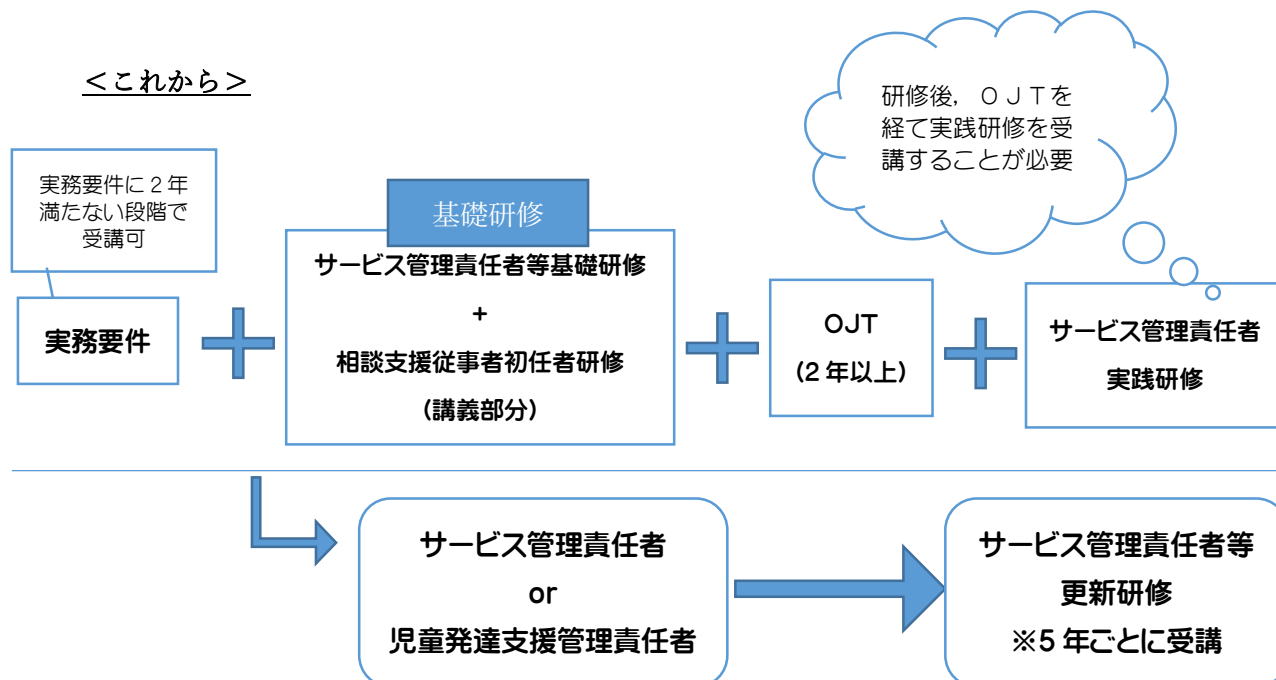 <これから>
研修後，ＯＪＴを
経て実践研修を受
講することが必要
実務要件に２年
満たない段階で
受講可
実務要件
基礎研修
サービス管理責任者等基礎研修
+
相談支援従事者初任者研修
(講義部分)
OJT
(2年以上)
サービス管理責任者
実践研修
サービス管理責任者
or
児童発達支援管理責任者
サービス管理責任者等
更新研修
※5年ごとに受講